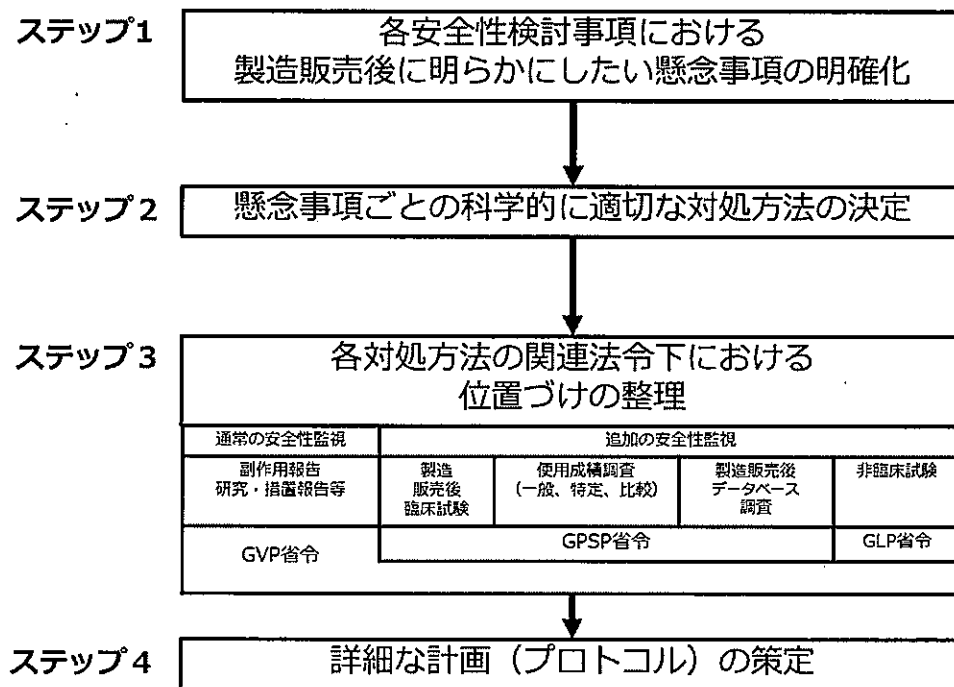 ステップ1
各安全性検討事項における
製造販売後に明らかにしたい懸念事項の明確化
ステップ2
懸念事項ごとの科学的に適切な対処方法の決定
ステップ3
各対処方法の関連法令下における
位置づけの整理
通常の安全性監視
追加の安全性監視
副作用報告
研究・措置報告等
製造
販売後
臨床試験
使用成績調査
(一般、特定、比較)
製造販売後
データベース
調査
非臨床試験
GVP省令
GPSP省令
GLP省令
ステップ4
詳細な計画（プロトコル）の策定